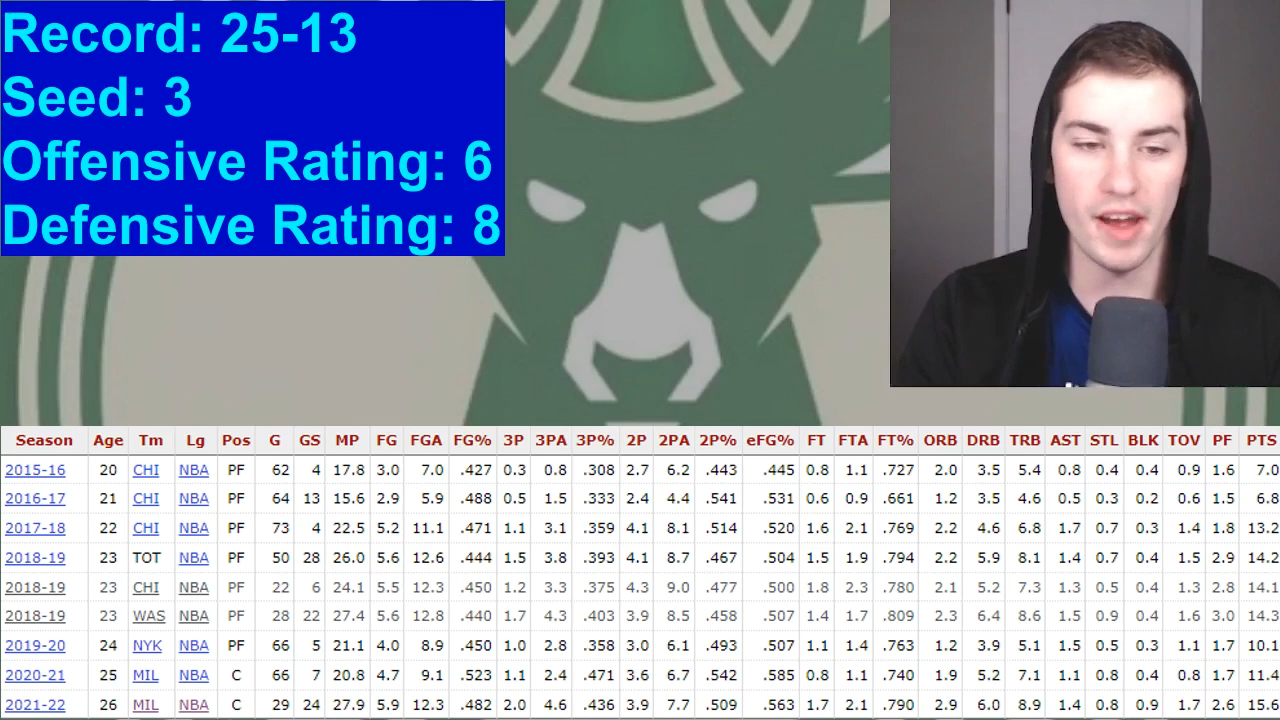 Record: 25-13
Seed: 3
Offensive Rating: 6
Defensive Rating: 8
Season Age Tm Lg Pos G GS MP FG FGA FG% 3P 3PA 3P% 2P 2PA 2P% eFG% FT FTA FT% ORB DRB TRB AST STL BLK TOV PF PTS
2015-16 20 CHI NBA PF 62 4 17.8 3.0 7.0 .427 0.3 0.8 .308 2.7 6.2 .443 .445 0.8 1.1 .727 2.0 3.5 5.4 0.8 0.4 0.4 0.9 1.6 7.0
2016-17 21 CHI NBA PF 64 13 15.6 2.9 5.9 .488 0.5 1.5 .333 2.4 4.4 .541 .531 0.6 0.9 .661 1.2 3.5 4.6 0.5 0.3 0.2 0.6 1.5 6.8
2017-18 22 CHI NBA PF 73 4 22.5 5.2 11.1 .471 1.1 3.1 .359 4.1 8.1 .514 .520 1.6 2.1 .769 2.2 4.6 6.8 1.7 0.7 0.3 1.4 1.8 13.2
2018-19 23 TOT NBA PF 50 28 26.0 5.6 12.6 .444 1.5 3.8 .393 4.1 8.7 .467 .504 1.5 1.9 .794 2.2 5.9 8.1 1.4 0.7 0.4 1.5 2.9 14.2
2018-19 23 CHI NBA PF 22 6 24.1 5.5 12.3 .450 1.2 3.3 .375 4.3 9.0 .477 .500 1.8 2.3 .780 2.1 5.2 7.3 1.3 0.5 0.4 1.3 2.8 14.1
2018-19 23 WAS NBA PF 28 22 27.4 5.6 12.8 .440 1.7 4.3 .403 3.9 8.5 .458 .507 1.4 1.7 .809 2.3 6.4 8.6 1.5 0.9 0.4 1.6 3.0 14.3
2019-20 24 NYK NBA PF 66 5 21.1 4.0 8.9 .450 1.0 2.8 .358 3.0 6.1 .493 .507 1.1 1.4 .763 1.2 3.9 5.1 1.5 0.5 0.3 1.1 1.7 10.1
2020-21 25 MIL NBA C 66 7 20.8 4.7 9.1 .523 1.1 2.4 .471 3.6 6.7 .542 .585 0.8 1.1 .740 1.9 5.2 7.1 1.1 0.8 0.4 0.8 1.7 11.4
2021-22 26 MIL NBA C 29 24 27.9 5.9 12.3 .482 2.0 4.6 .436 3.9 7.7 .509 .563 1.7 2.1 .790 2.9 6.0 8.9 1.4 0.8 0.9 1.7 2.6 15.6